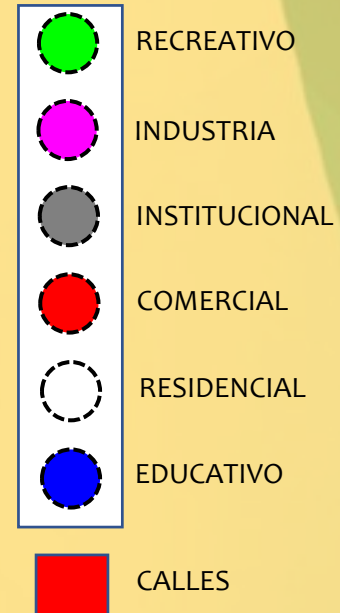 RECREATIVO
INDUSTRIA
INSTITUCIONAL
COMERCIAL
RESIDENCIAL
EDUCATIVO
CALLES